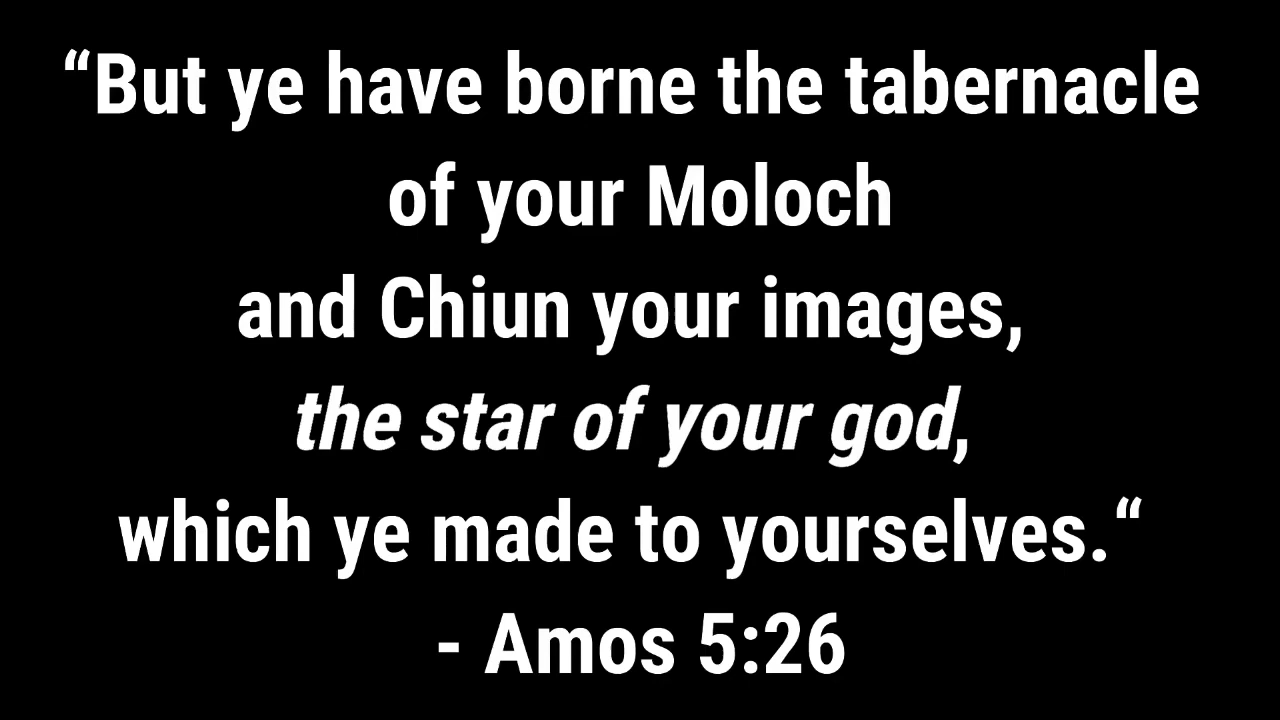 “But ye have borne the tabernacle
of your Moloch
and Chiun your images,
the star of your god,
which ye made to yourselves.“
- Amos 5:26